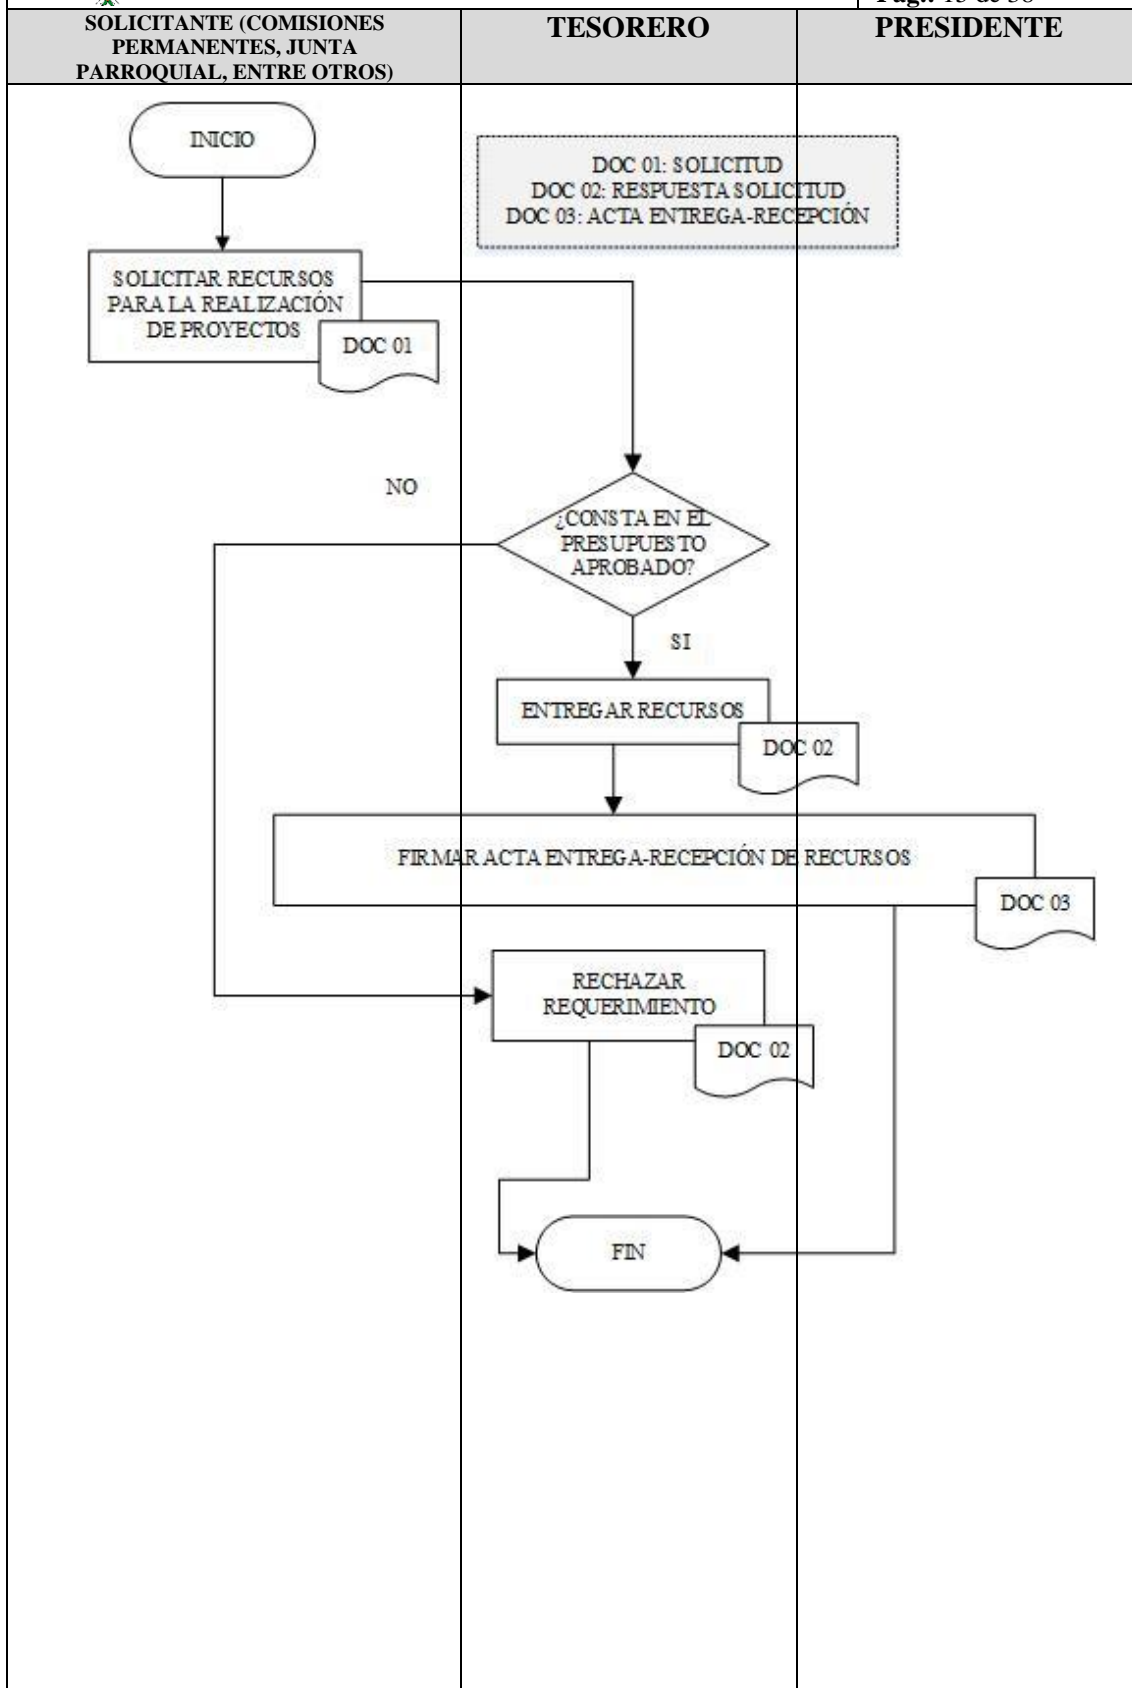 SOLICITANTE (COMISIONES
PERMANENTES, JUNTA
PARROQUIAL, ENTRE OTROS)
TESORERO
PRESIDENTE
INICIO
DOC 01: SOLICITUD
DOC 02: RESPUESTA SOLICITUD
DOC 03: ACTA ENTREGA-RECEPCIÓN
SOLICITAR RECURSOS
PARA LA REALIZACIÓN
DE PROYECTOS
DOC 01
NO
¿CONSTA EN EL
PRESUPUESTO
APROBADO?
SI
ENTREGAR RECURSOS
DOC 02
FIRMAR ACTA ENTREGA-RECEPCIÓN DE RECURSOS
DOC 03
RECHAZAR
REQUERIMIENTO
DOC 02
FIN